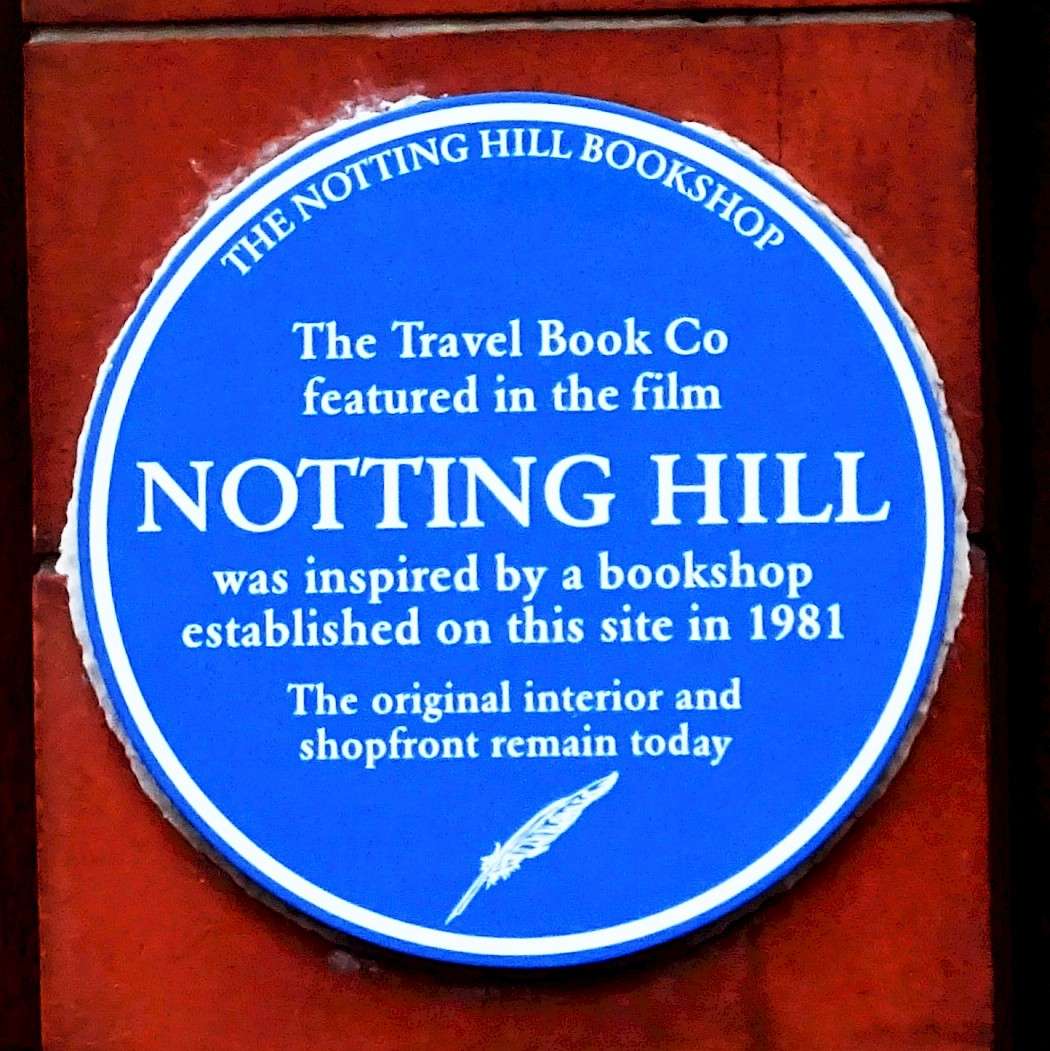 THE NOTTING HILL BOOKSHOP
The Travel Book Co
featured in the film
NOTTING HILL
was inspired by a bookshop
established on this site in 1981
The original interior and
shopfront remain today